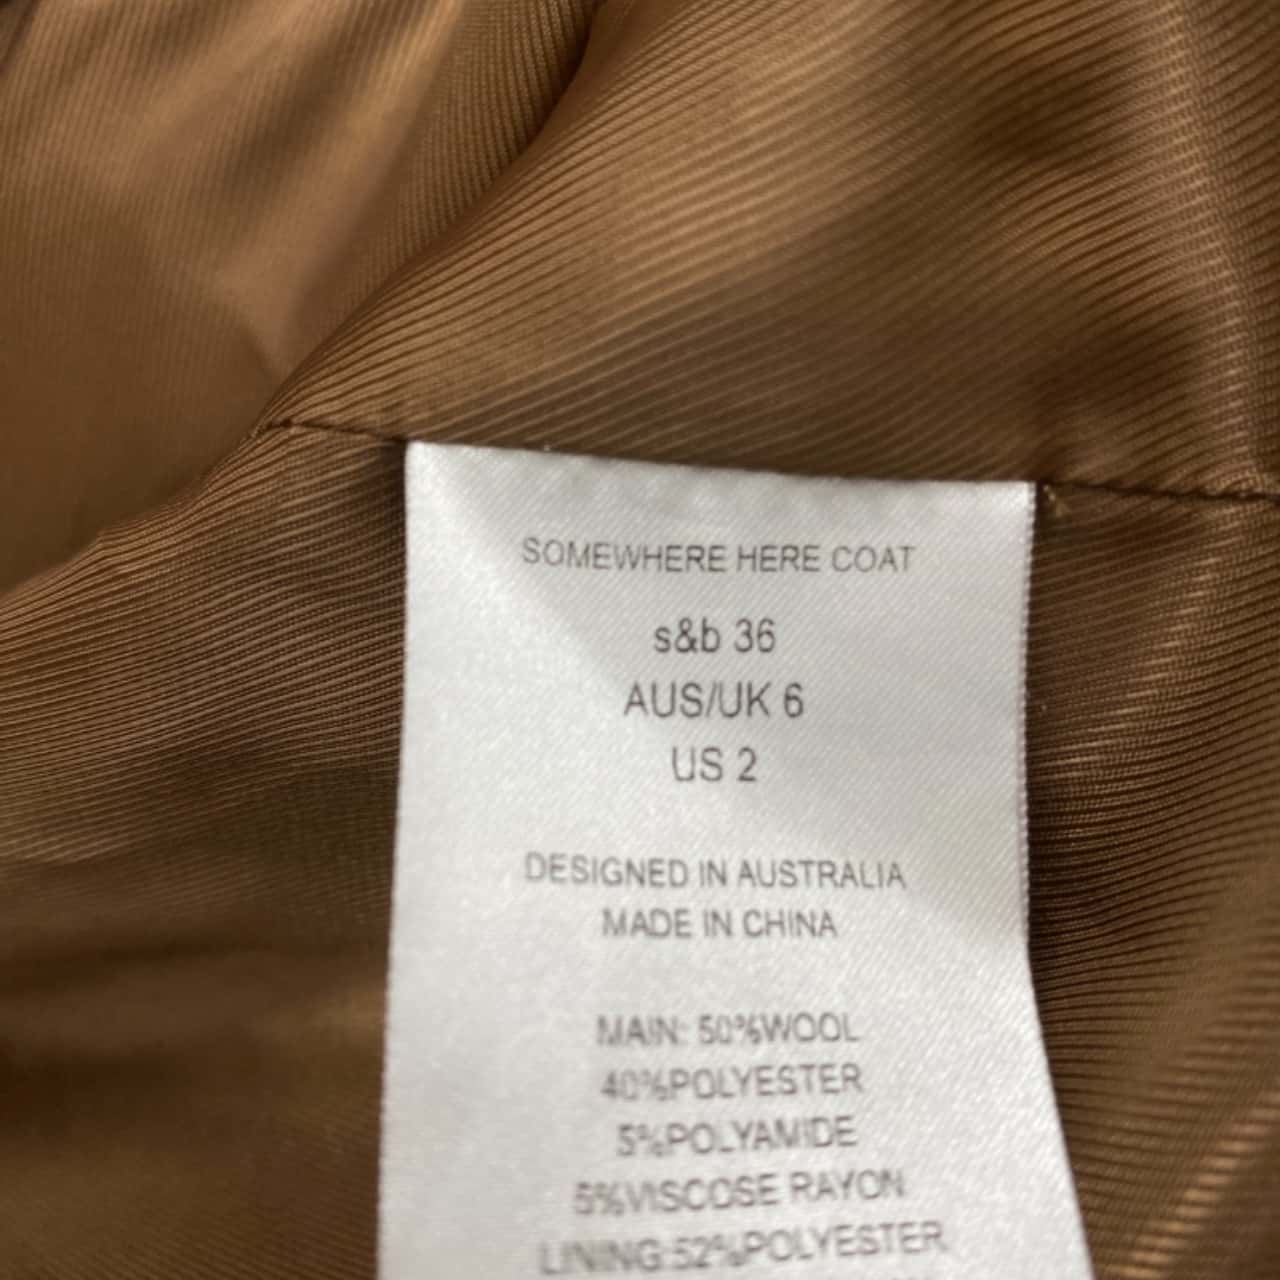 SOMEWHERE HERE COAT
s&b 36
AUS/UK 6
US 2
DESIGNED IN AUSTRALIA
MADE IN CHINA
MAIN: 50%WOOL
40%POLYESTER
5%POLYAMIDE
5%VISCOSE RAYON
LINING:52%POLYESTER